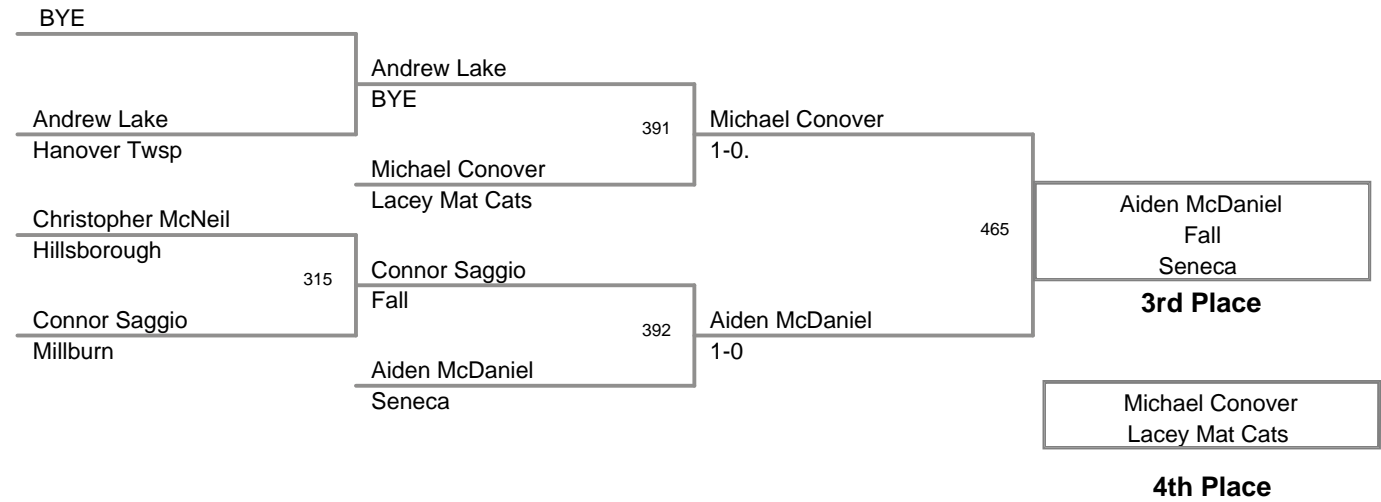 BYE
Andrew Lake
Hanover Twsp
Christopher McNeil
Hillsborough
315
Connor Saggio
Millburn
Andrew Lake
BYE
391
Michael Conover
Lacey Mat Cats
Connor Saggio
Fall
392
Aiden McDaniel
Seneca
Michael Conover
1-0.
465
Aiden McDaniel
1-0
Aiden McDaniel
Fall
Seneca
3rd Place
Michael Conover
Lacey Mat Cats
4th Place